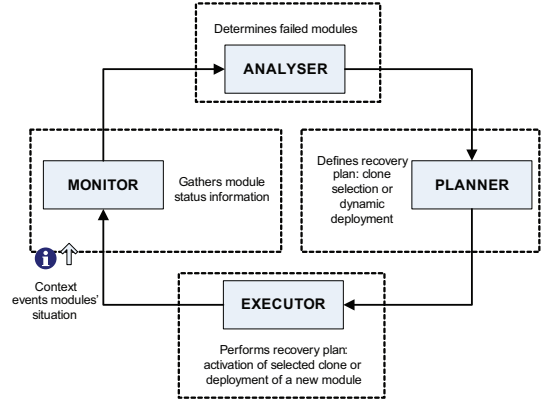 Determines failed modules
ANALYSER
MONITOR
Gathers module
status information
Defines recovery
plan: clone
selection or
dynamic
deployment
PLANNER
i
Context
events modules'
situation
EXECUTOR
Performs recovery plan:
activation of selected clone or
deployment of a new module